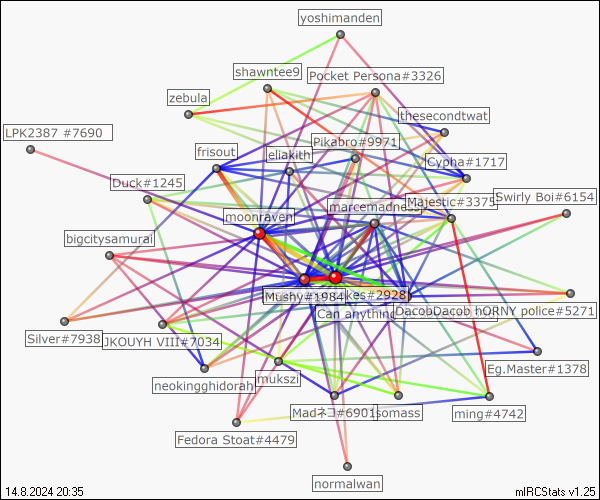 yoshimanden
shawntee9
Pocket Persona#3326
zebula
thesecondtwat
LPK2387 #7690
Pikabro#9971
frisout
eliakith
Cypha#1717
Duck#1245
Majestic#3375
Swirly Boi#6154
marcemadness
moonraven
bigcitysamurai
Mushy#1984
kes#2928
Can anything
DacobDacob
HORNY police#5271
Silver#7938
JKOUYH VIII#7034
Eg.Master#1378
neokingghidorah
mukszi
Madネコ#6901
somass
ming#4742
Fedora Stoat#4479
normalwan
14.8.2024 20:35
mIRCStats v1.25